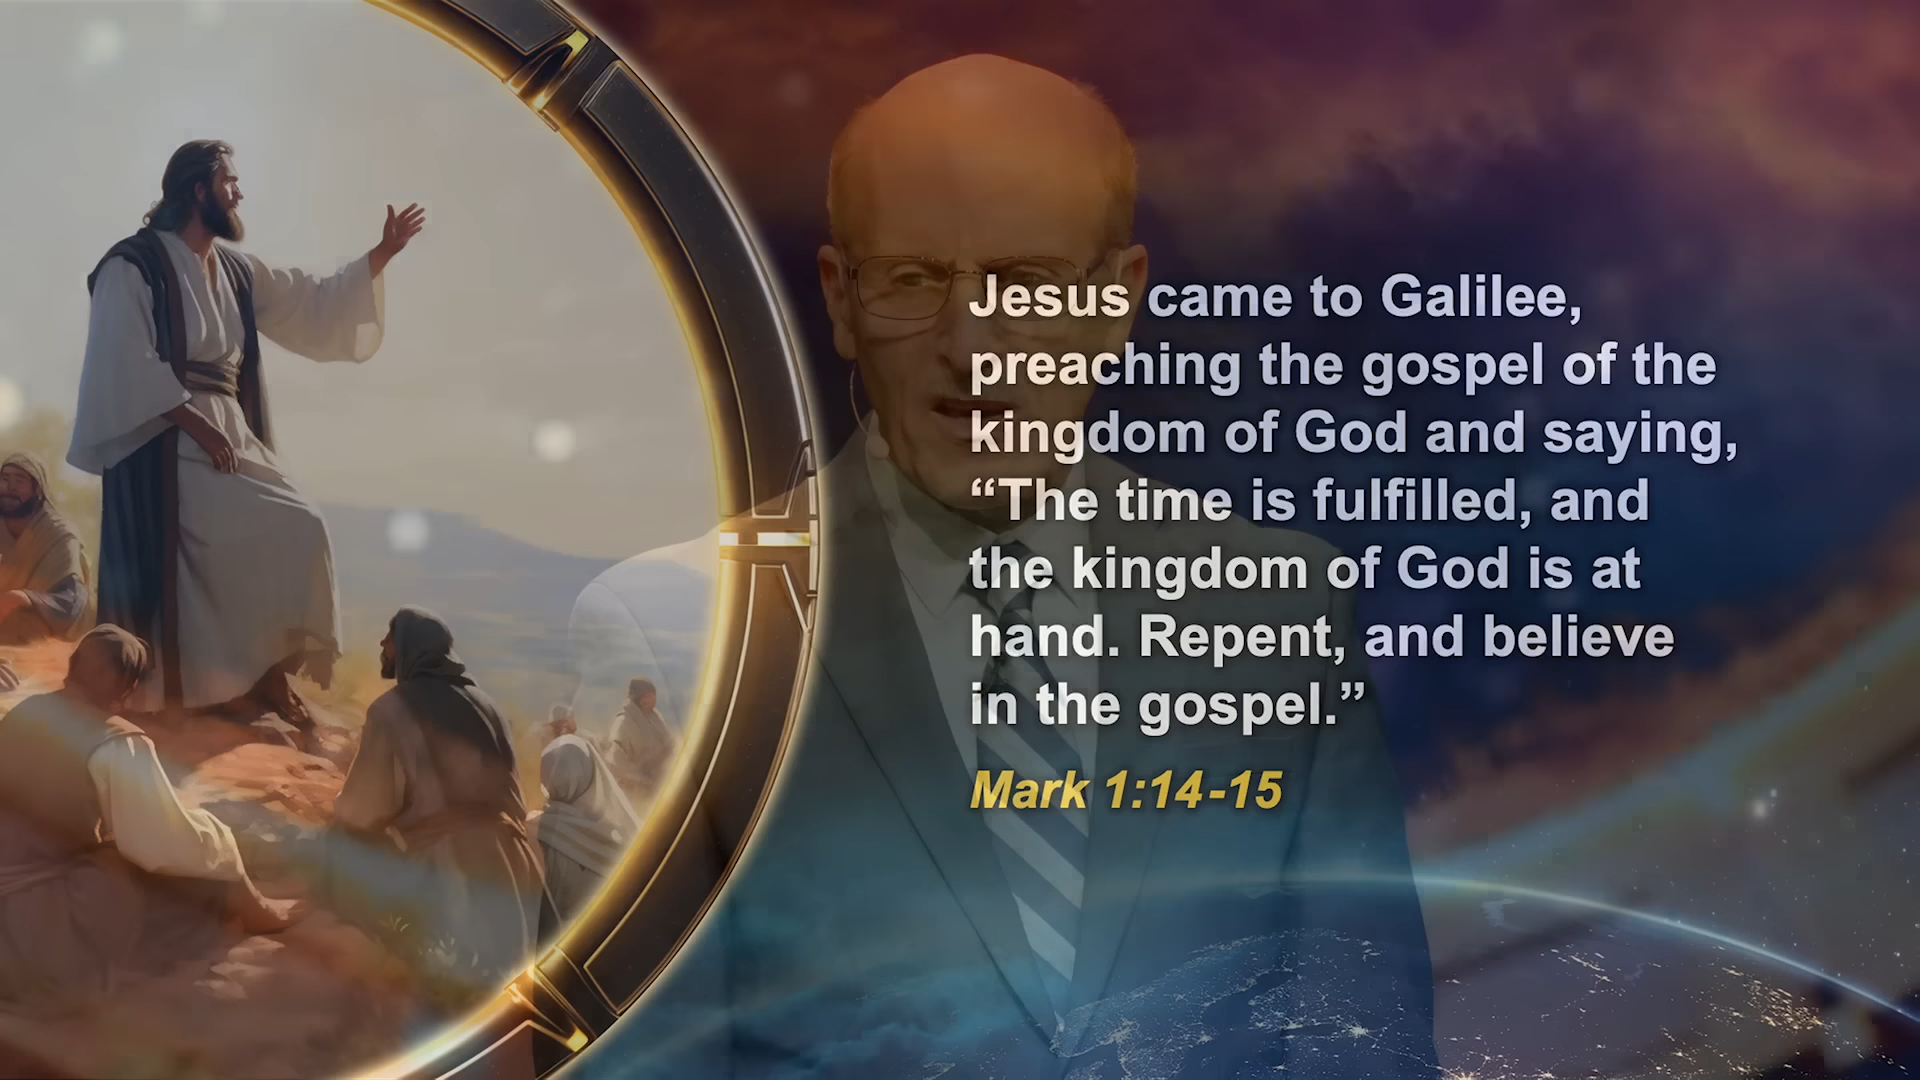 Jesus came to Galilee,
preaching the gospel of the
kingdom of God and saying,
“The time is fulfilled, and
the kingdom of God is at
hand. Repent, and believe
in the gospel.”
Mark 1:14-15